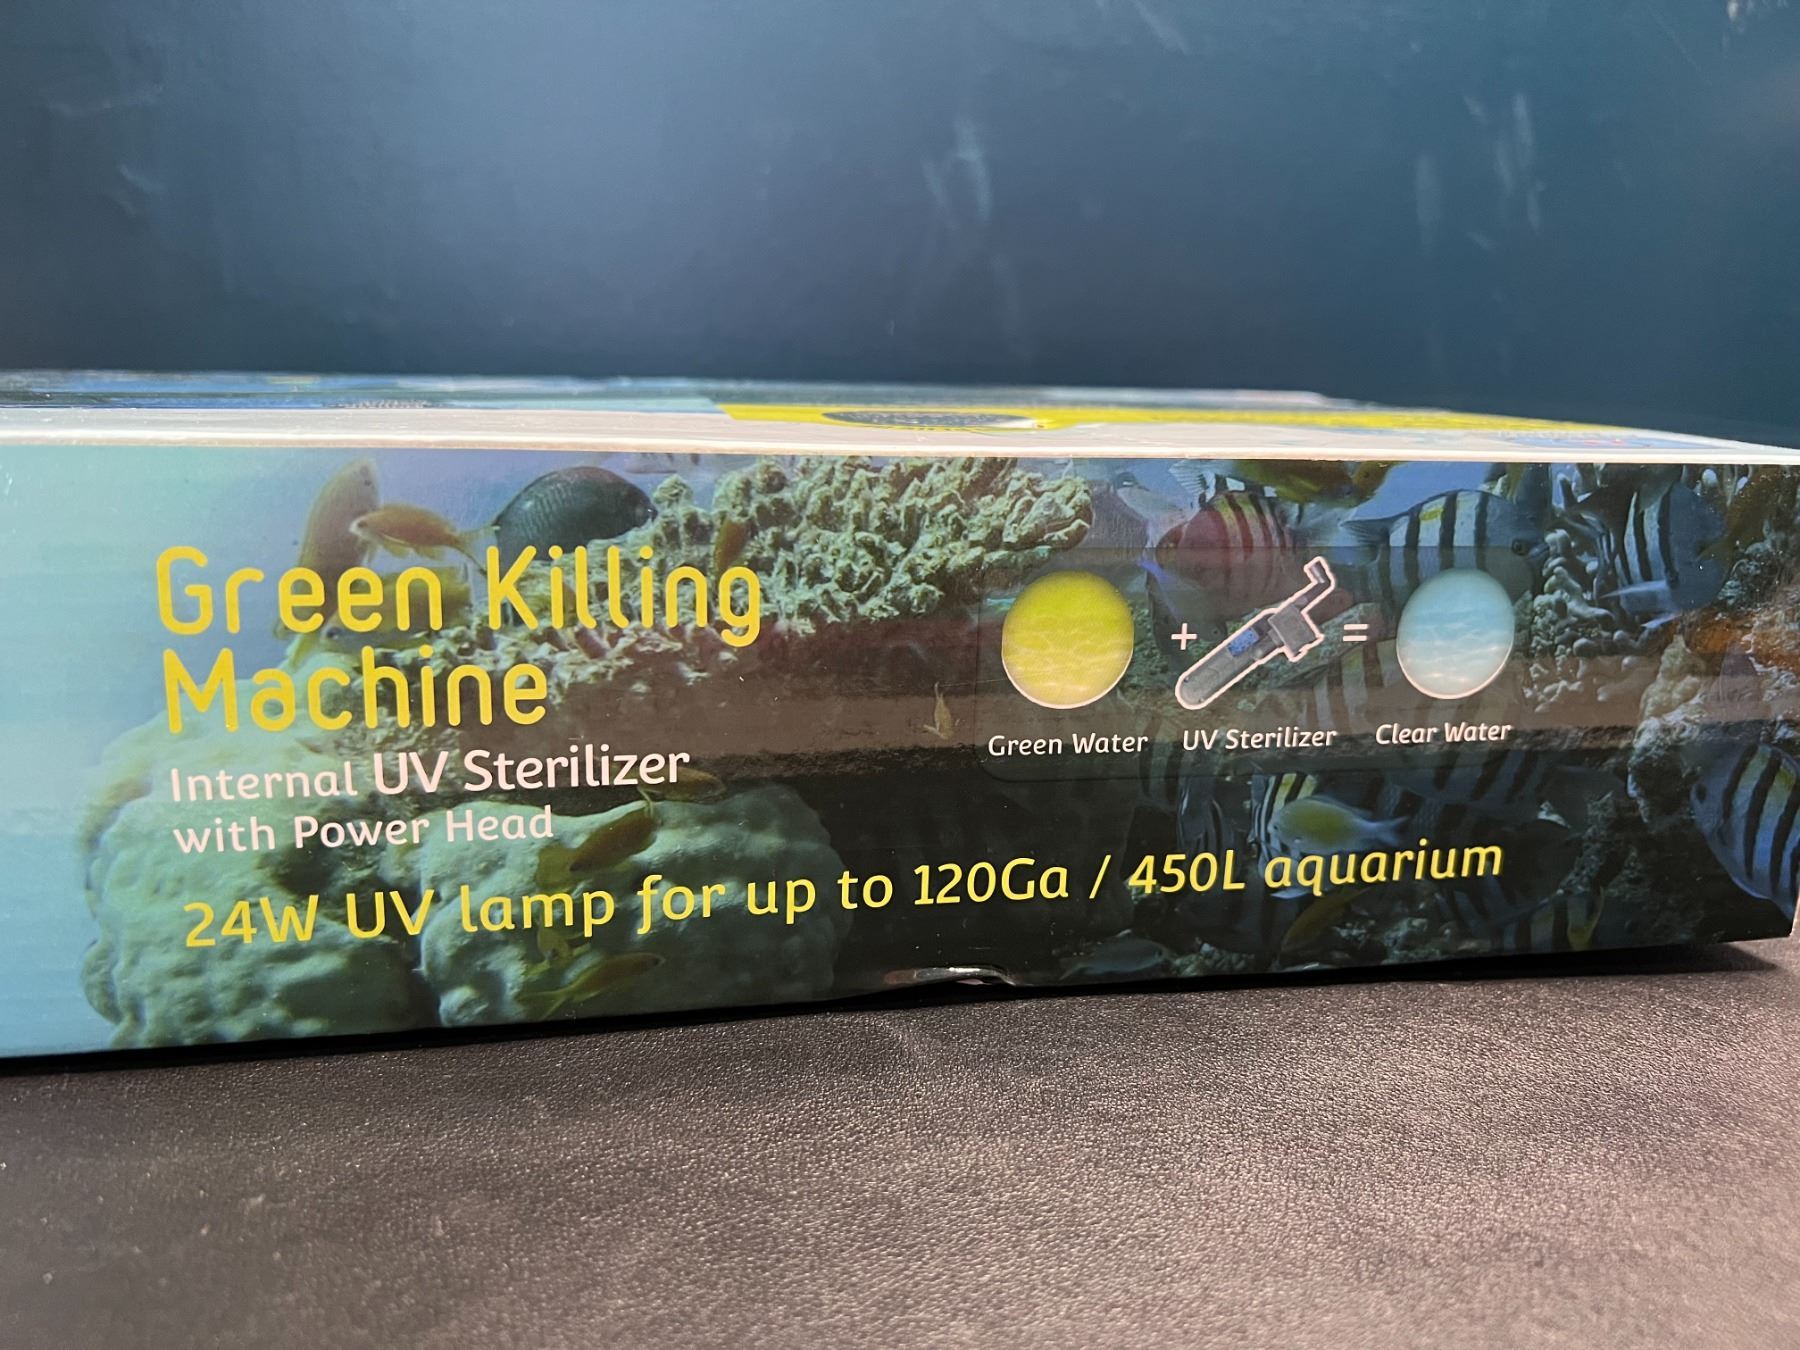 Green Killing
Machine
Internal UV Sterilizer
with Power Head
24W UV lamp for up to 120Ga / 450L aquarium
+
=
Green Water
UV Sterilizer
Clear Water